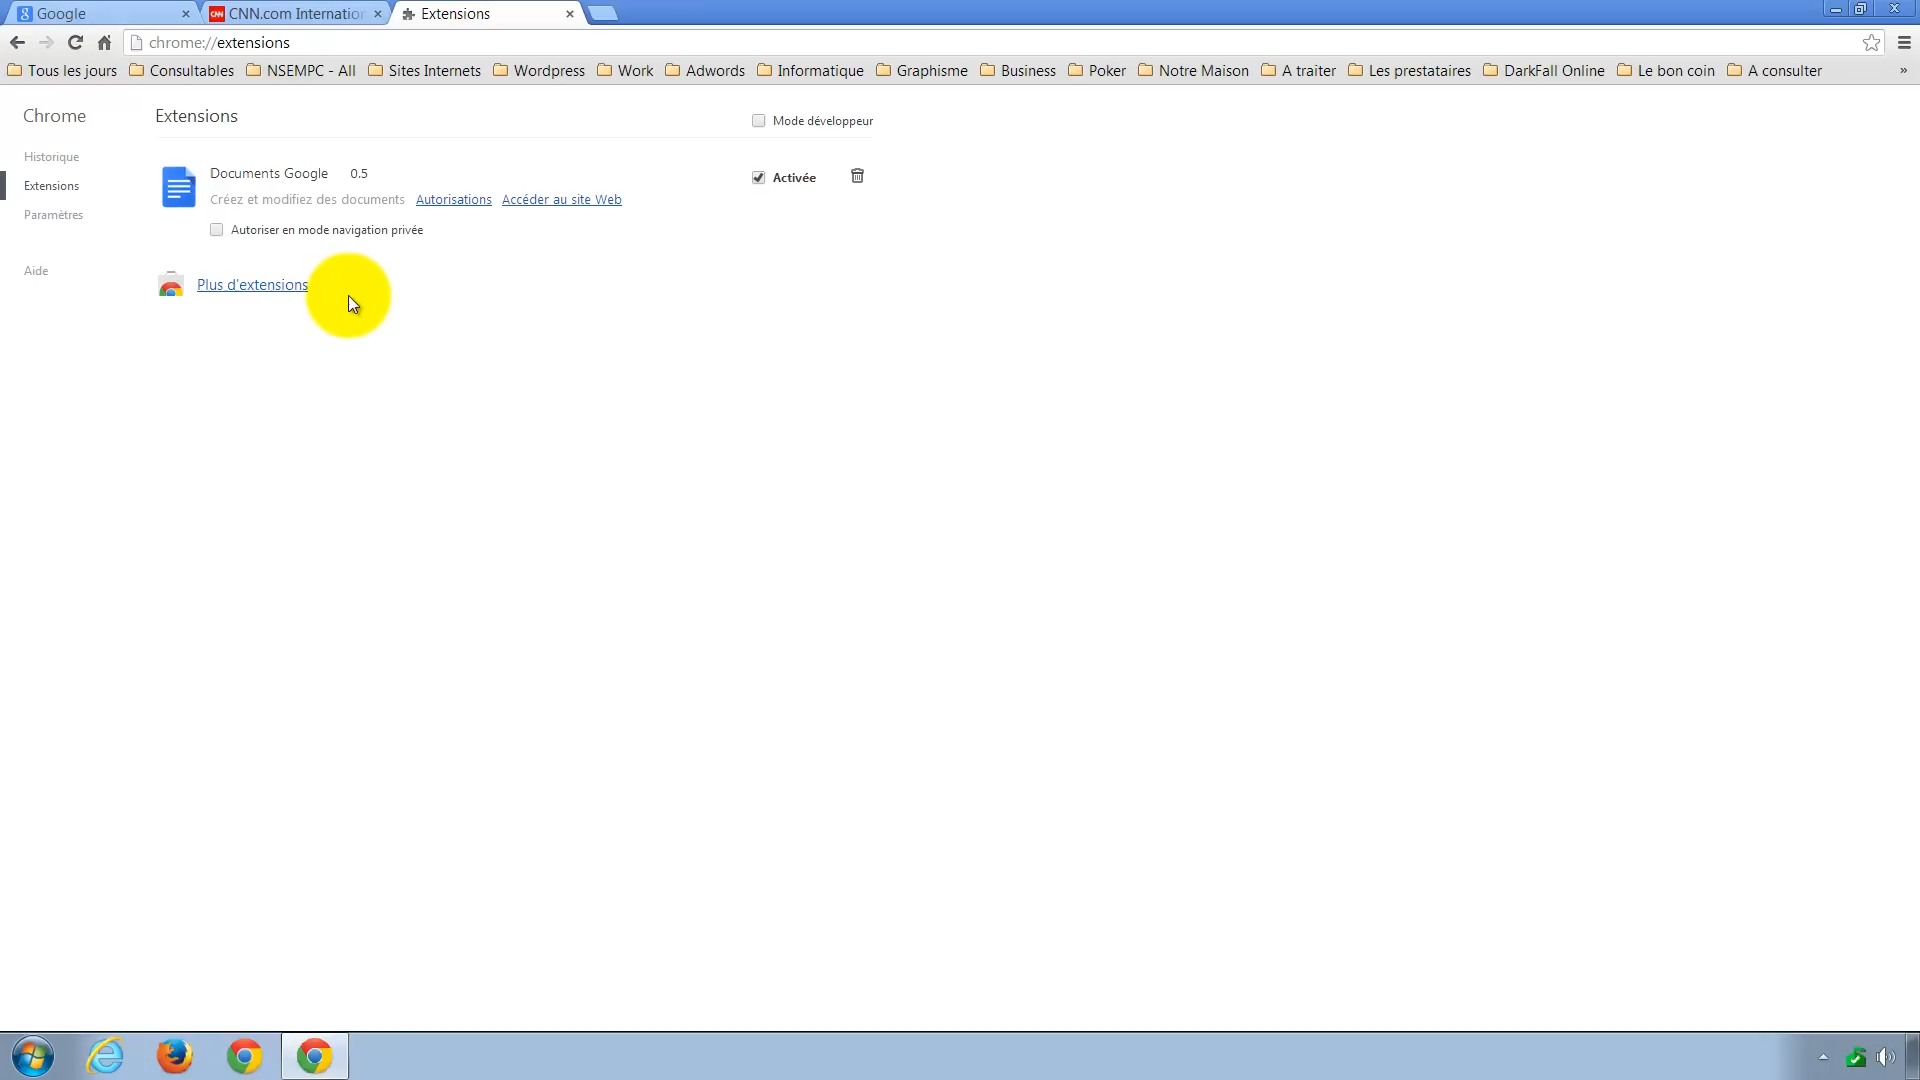 Google
CNN.com Internatio
Extensions
chrome://extensions
Tous les jours Consultables NSEMPC - All Sites Internets Wordpress Work Adwords Informatique Graphisme Business Poker Notre Maison A traiter Les prestataires DarkFall Online Le bon coin A consulter »
Chrome
Historique
Extensions
Paramètres
Aide
Extensions
Mode développeur
Documents Google 0.5
Activée
Créez et modifiez des documents Autorisations Accéder au site Web
Autoriser en mode navigation privée
Plus d'extensions